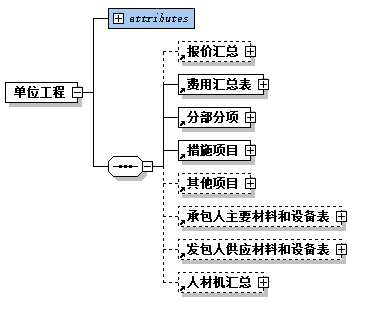 attributes
单位工程
报价汇总
费用汇总表
分部分项
措施项目
其他项目
承包人主要材料和设备表
发包人供应材料和设备表
人材机汇总